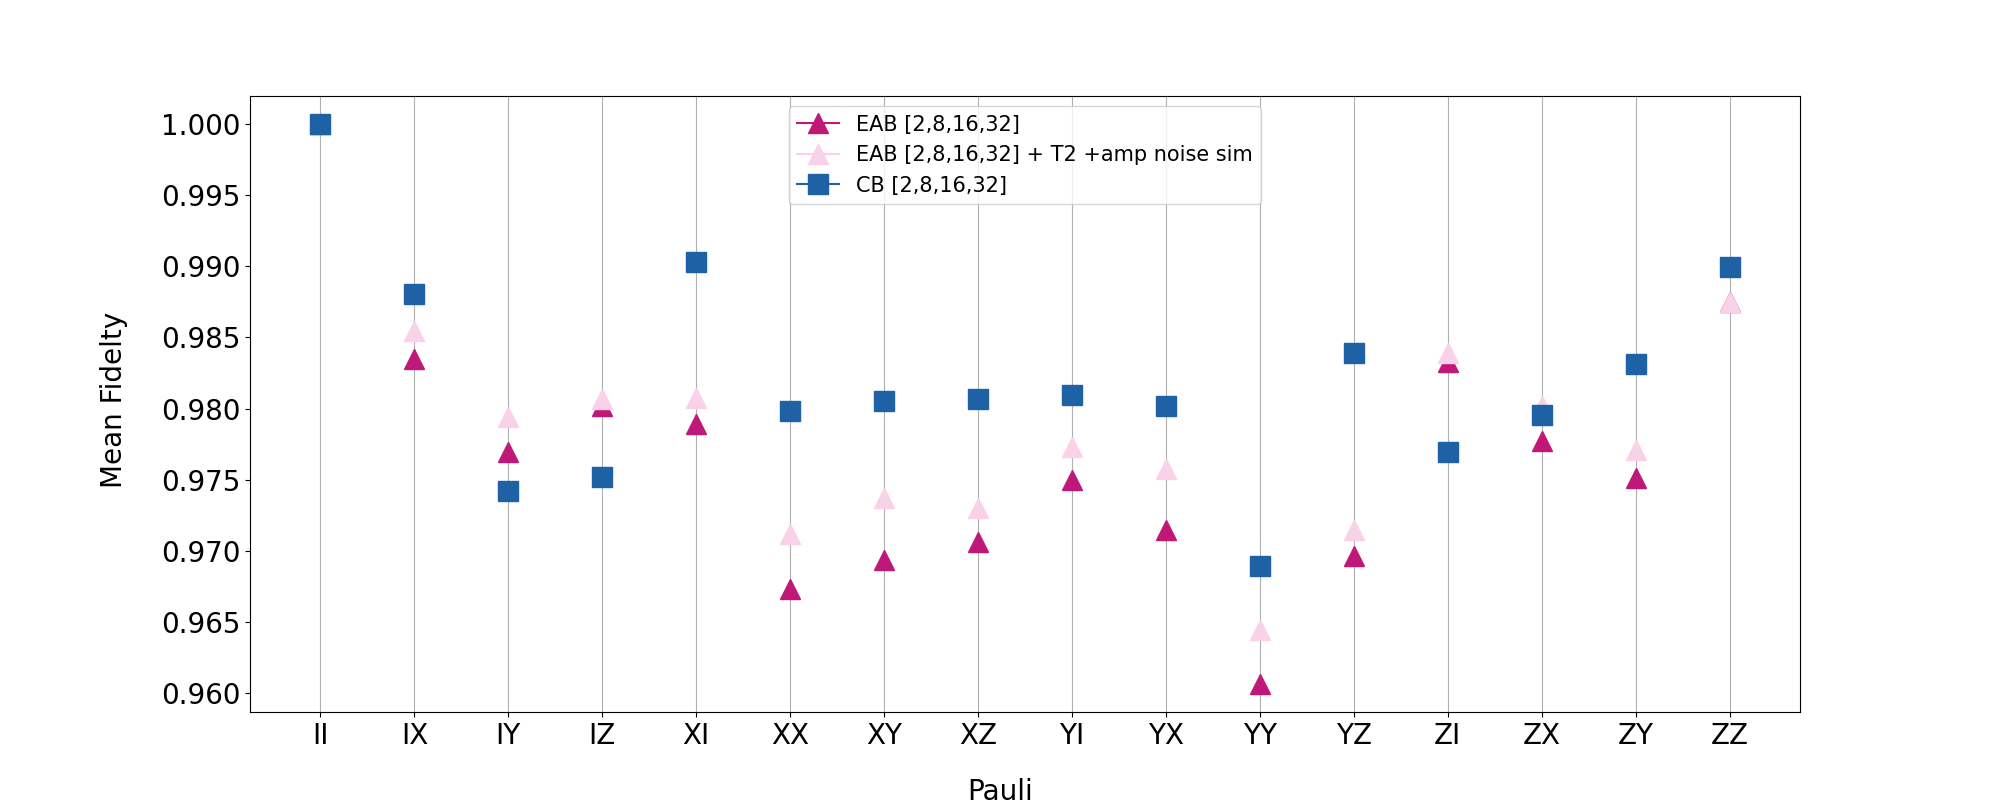 EAB [2,8,16,32]
EAB [2,8,16,32] + T2 +amp noise sim
CB [2,8,16,32]
Mean Fidelty
1.000
0.995
0.990
0.985
0.980
0.975
0.970
0.965
0.960
II IX IY IZ XI XX XY XZ YI YX YY YZ ZI ZX ZY ZZ
Pauli